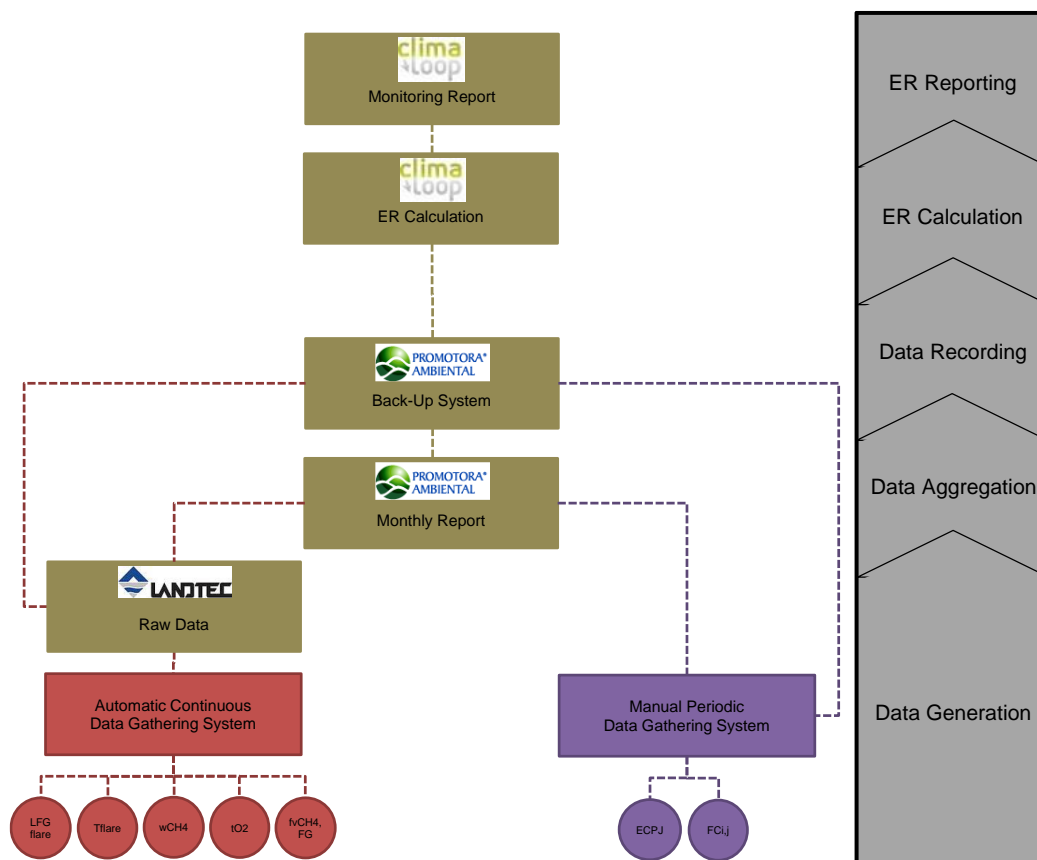 clima
LOOP
Monitoring Report
clima
LOOP
ER Calculation
PROMOTORA*
AMBIENTAL
Back-Up System
PROMOTORA*
AMBIENTAL
Monthly Report
LANDTEC
Raw Data
Automatic Continuous
Data Gathering System
Manual Periodic
Data Gathering System
LFG
flare
Tflare
wCH4
tO2
fvCH4,
FG
ECPJ
FCi,j
ER Reporting
ER Calculation
Data Recording
Data Aggregation
Data Generation